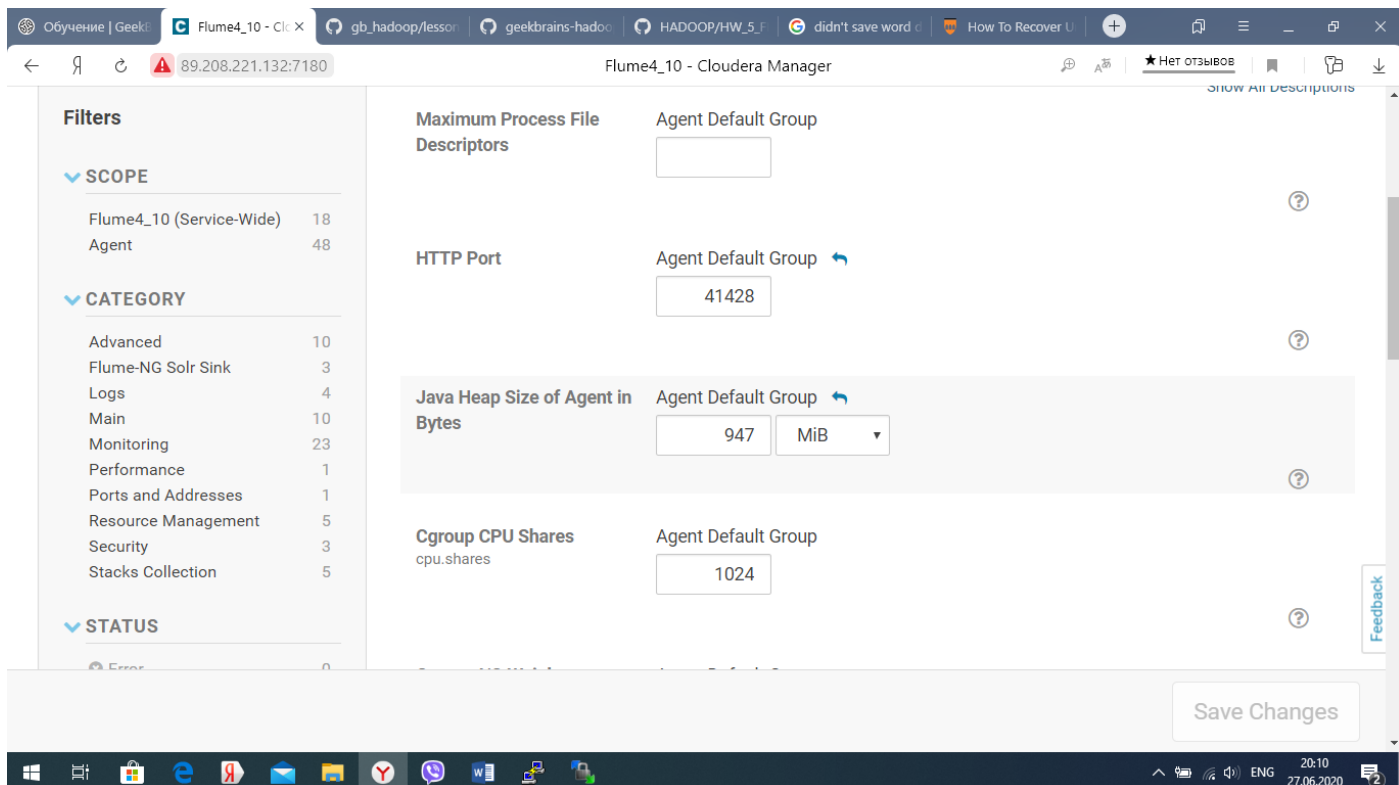 Обучение | GeekB
Flume4_10 - Clo
gb_hadoop/lesson
geekbrains-hadoo
HADOOP/HW_5_F
didn't save word d
How To Recover U
89.208.221.132:7180
Flume4_10 - Cloudera Manager
Нет отзывов
Show All Descriptions
Filters
SCOPE
Flume4_10 (Service-Wide) 18
Agent 48
CATEGORY
Advanced 10
Flume-NG Solr Sink 3
Logs 4
Main 10
Monitoring 23
Performance 1
Ports and Addresses 1
Resource Management 5
Security 3
Stacks Collection 5
STATUS
Error 0
Maximum Process File
Descriptors
Agent Default Group
HTTP Port
Agent Default Group
41428
Java Heap Size of Agent in
Bytes
Agent Default Group
947 MiB
Cgroup CPU Shares
cpu.shares
Agent Default Group
1024
Feedback
Save Changes
ENG
20:10
27.06.2020